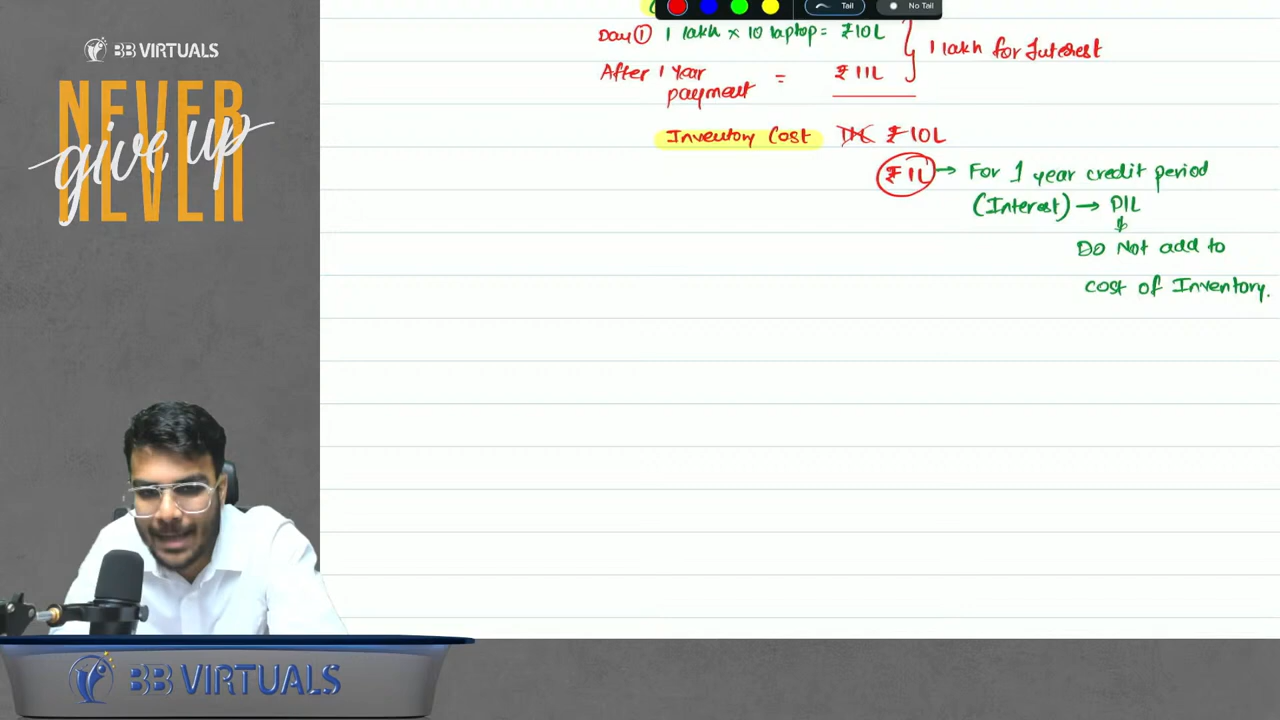 Tail
No Tail
BB VIRTUALS
NEVER
give up
NEVER
Day ① 1 lakh × 10 laptop = ₹10L
1 lakh for Interest
After 1 Year
payment = ₹11L
Inventory Cost ₹10L
₹1L → For 1 year credit period
(Interest) → P/L
Do Not add to
cost of Inventory.
BB VIRTUALS